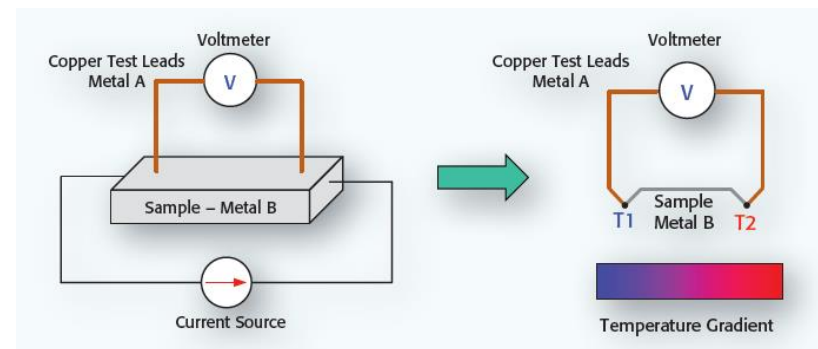 Voltmeter
Copper Test Leads
Metal A
V
Sample – Metal B
Current Source
Voltmeter
Copper Test Leads
Metal A
V
Sample
T1 Metal B T2
Temperature Gradient